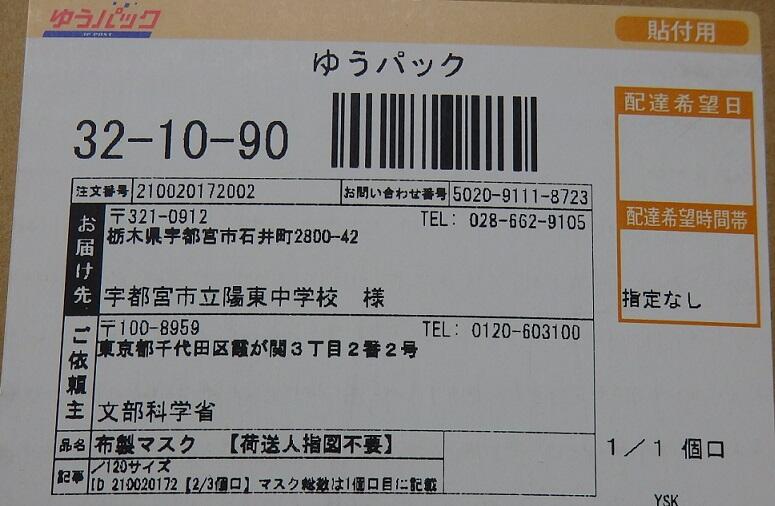 ゆうパック
JP POST
貼付用
ゆうパック
32-10-90
配達希望日
注文番号 210020172002 お問い合わせ番号 5020-9111-8723
お届け先
〒321-0912 TEL: 028-662-9105
栃木県宇都宮市石井町2800-42
宇都宮市立陽東中学校 様
配達希望時間帯
指定なし
ご依頼主
〒100-8959 TEL: 0120-603100
東京都千代田区霞が関3丁目2番2号
文部科学省
品名 布製マスク 【荷送人指図不要】
1/1 個口
記事 /120サイズ
ID 210020172【2/3個口】マスク総数は1個口目に記載
YSK